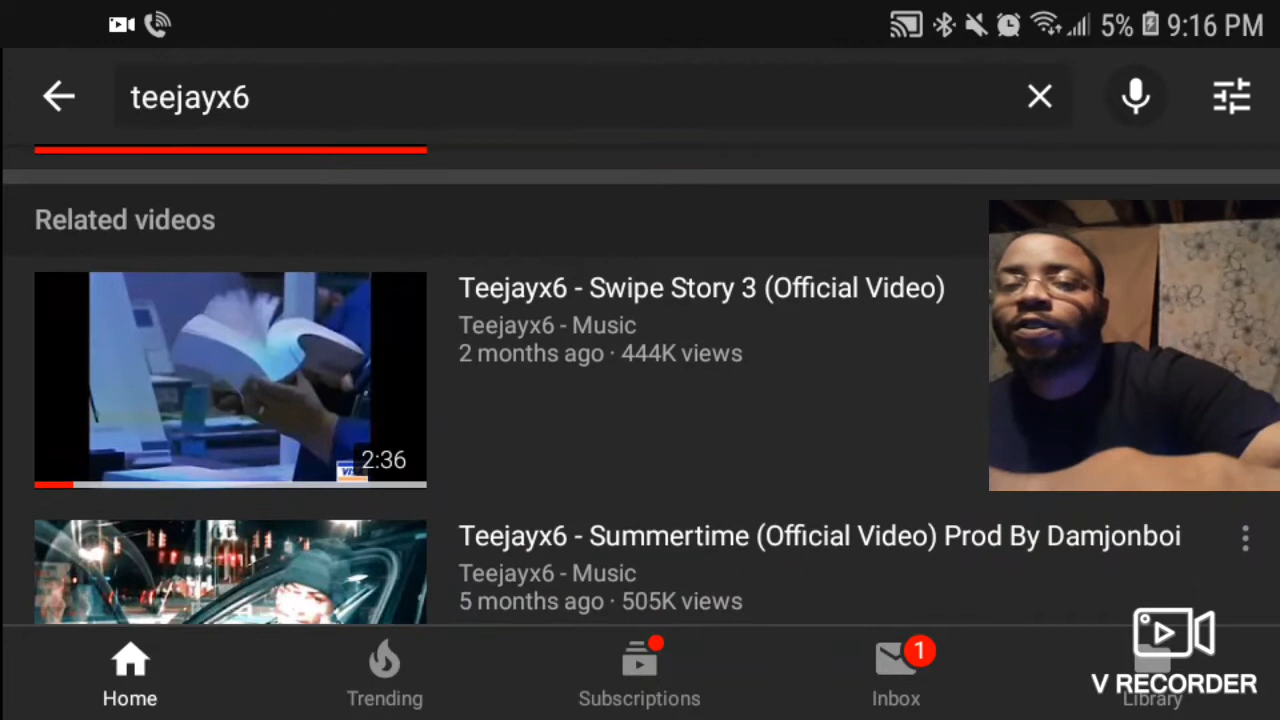 5% 9:16 PM
teejayx6
Related videos
Teejayx6 - Swipe Story 3 (Official Video)
Teejayx6 - Music
2 months ago · 444K views
2:36
VISA
Teejayx6 - Summertime (Official Video) Prod By Damjonboi
Teejayx6 - Music
5 months ago · 505K views
Home
Trending
Subscriptions
1
Inbox
Library
V RECORDER